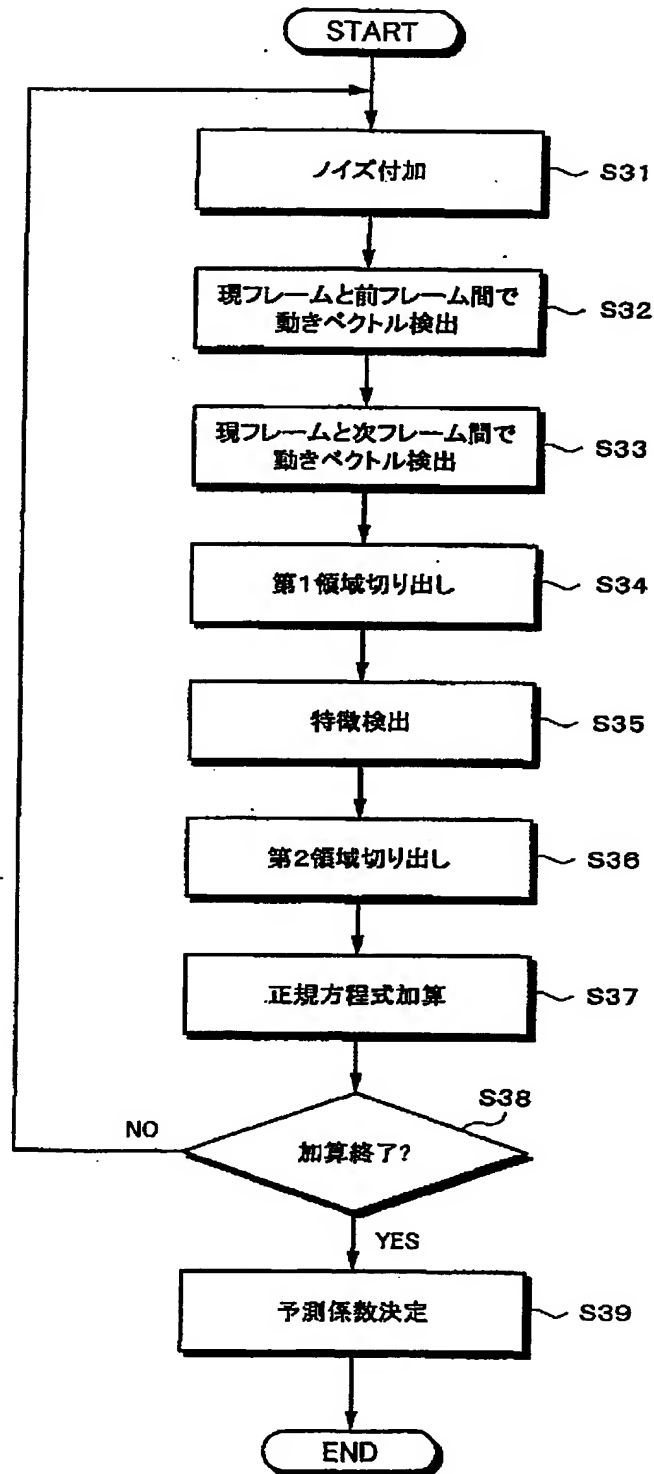 START
ノイズ付加
S31
現フレームと前フレーム間で
動きベクトル検出
S32
現フレームと次フレーム間で
動きベクトル検出
S33
第1領域切り出し
S34
特徴検出
S35
第2領域切り出し
S36
正規方程式加算
S37
S38
NO
加算終了?
YES
予測係数決定
S39
END